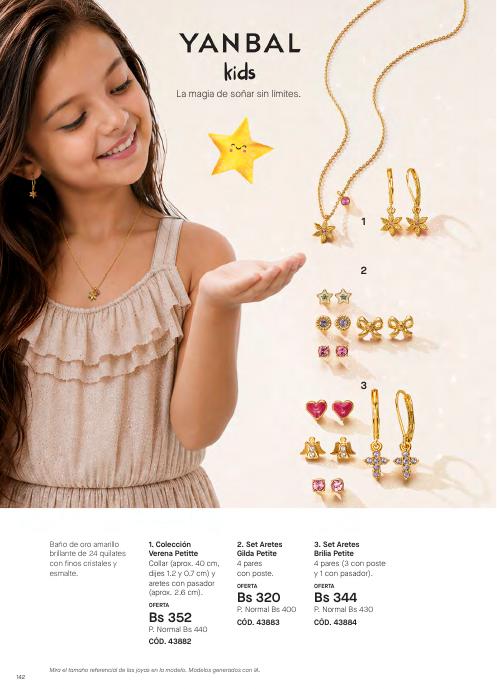 YANBAL
kids
La magia de soñar sin límites.
1
2
3
Baño de oro amarillo
brillante de 24 quilates
con finos cristales y
esmalte.
1. Colección
Verena Petitte
Collar (aprox. 40 cm,
dijes 1.2 y 0.7 cm) y
aretes con pasador
(aprox. 2.6 cm).
OFERTA
Bs 352
P. Normal Bs 440
CÓD. 43882
2. Set Aretes
Gilda Petite
4 pares
con poste.
OFERTA
Bs 320
P. Normal Bs 400
CÓD. 43883
3. Set Aretes
Brilia Petite
4 pares (3 con poste
y 1 con pasador).
OFERTA
Bs 344
P. Normal Bs 430
CÓD. 43884
Mira el tamaño referencial de las joyas en la modelo. Modelos generados con IA.
142